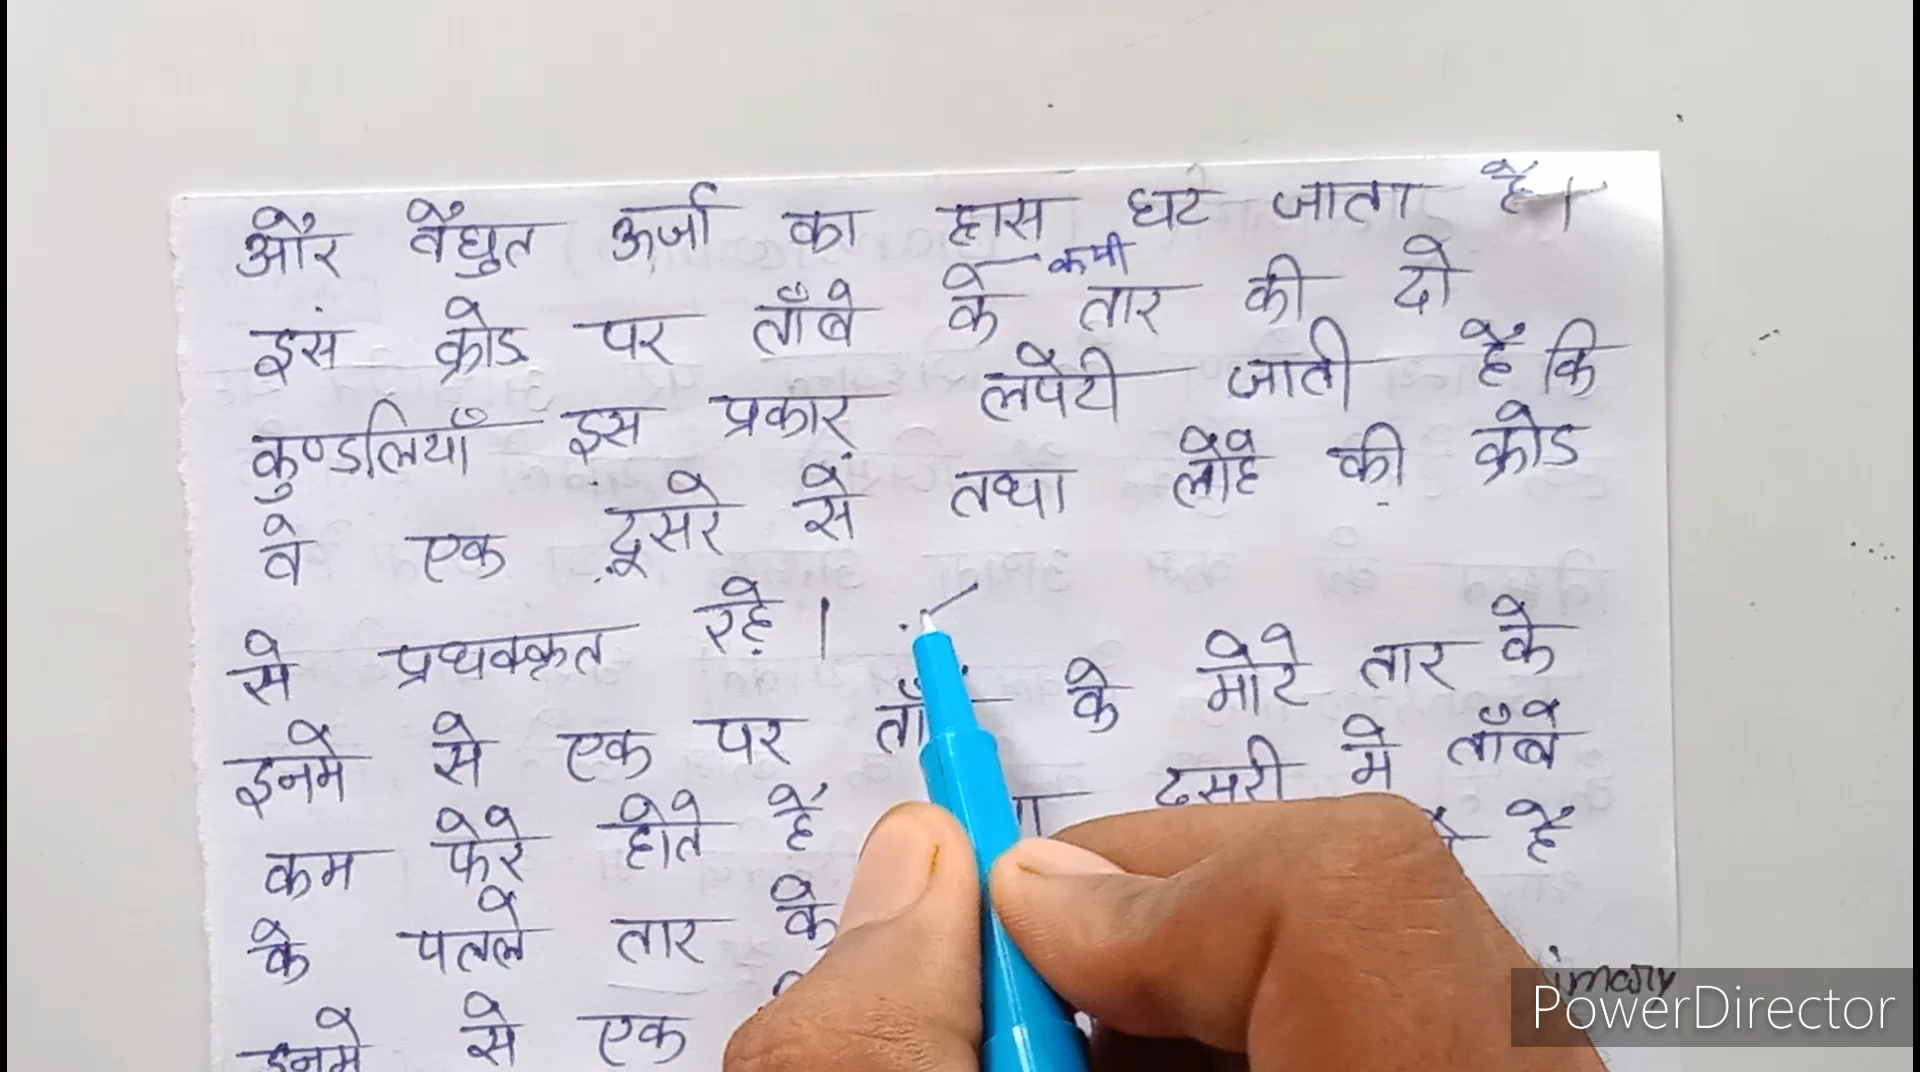 और वैद्युत ऊर्जा का ह्रास घट जाता है।
कमी
इस क्रोड पर ताँबे के तार की दो
कुण्डलियाँ इस प्रकार लपेटी जाती है कि
वे एक दूसरे से तथा लोहे की क्रोड
से प्रथक्कृत रहे।
इनमे से एक पर के मोटे तार के
कम फेरे होते है दूसरी मे ताँबे
के पतले तार के है
इनमे से एक
PowerDirector